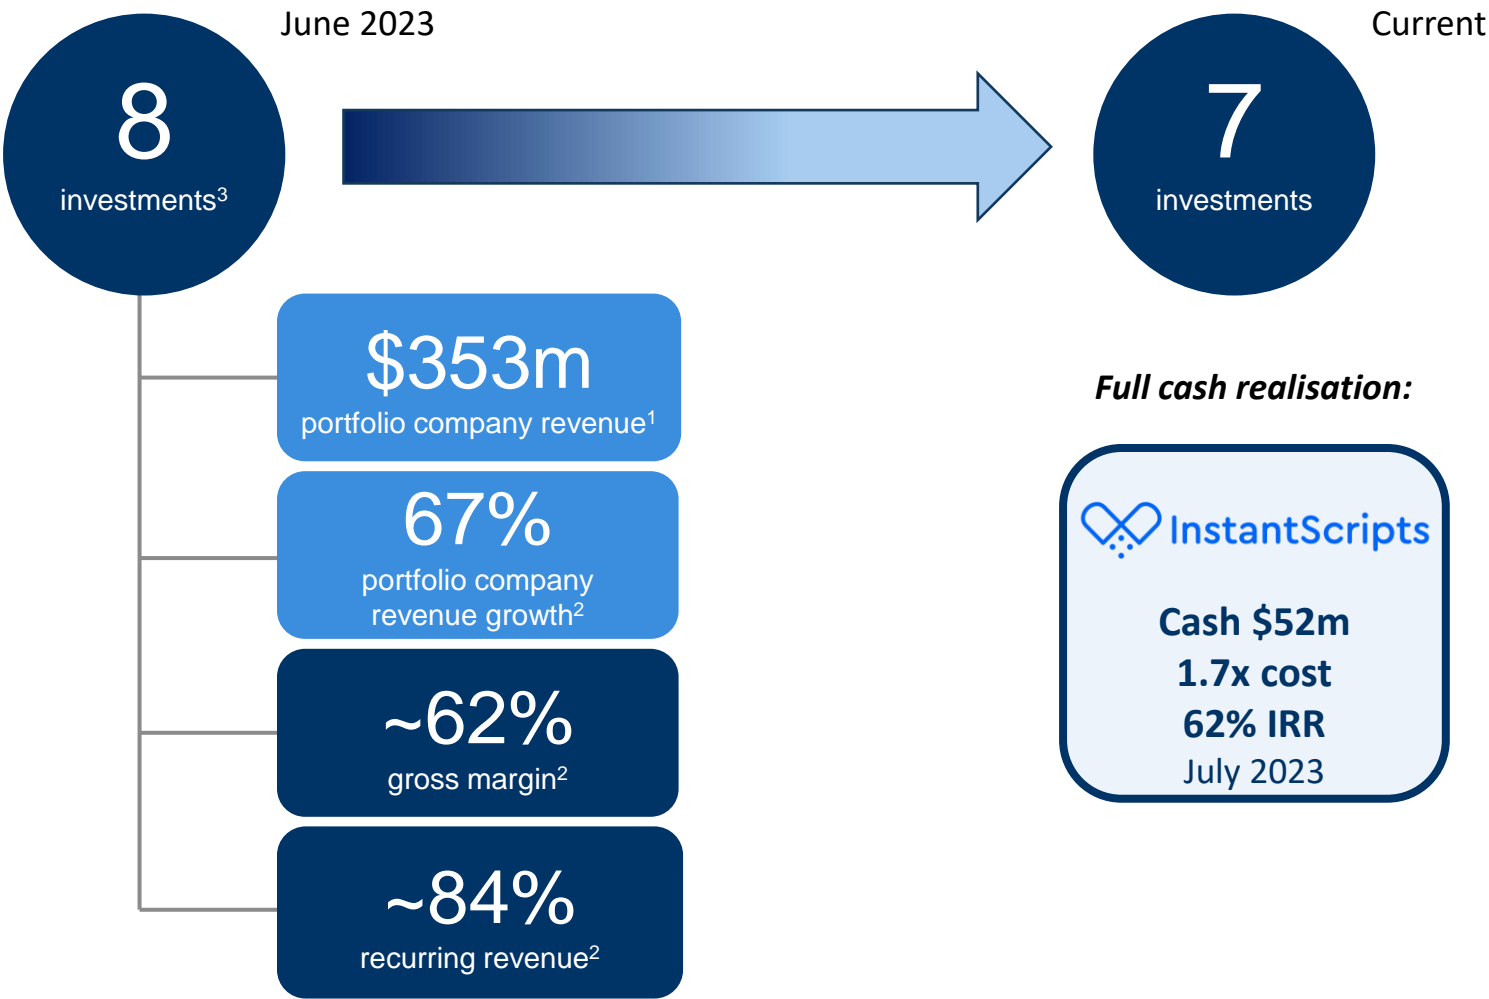 June 2023
Current
8
investments³
7
investments
$353m
portfolio company revenue¹
67%
portfolio company
revenue growth²
~62%
gross margin²
~84%
recurring revenue²
Full cash realisation:
InstantScripts
Cash $52m
1.7x cost
62% IRR
July 2023